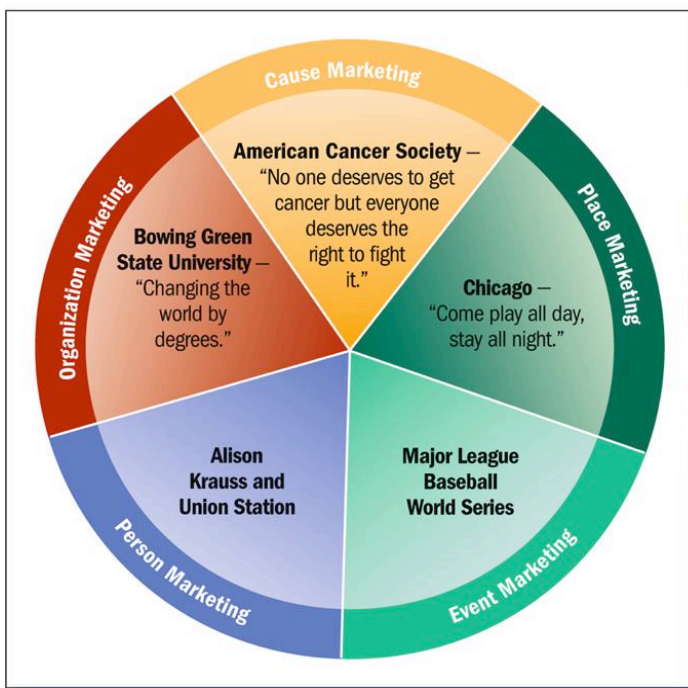 Cause Marketing
American Cancer Society —
“No one deserves to get
cancer but everyone
deserves the
right to fight
it.”
Place Marketing
Chicago —
“Come play all day,
stay all night.”
Event Marketing
Major League
Baseball
World Series
Person Marketing
Alison
Krauss and
Union Station
Organization Marketing
Bowing Green
State University —
“Changing the
world by
degrees.”